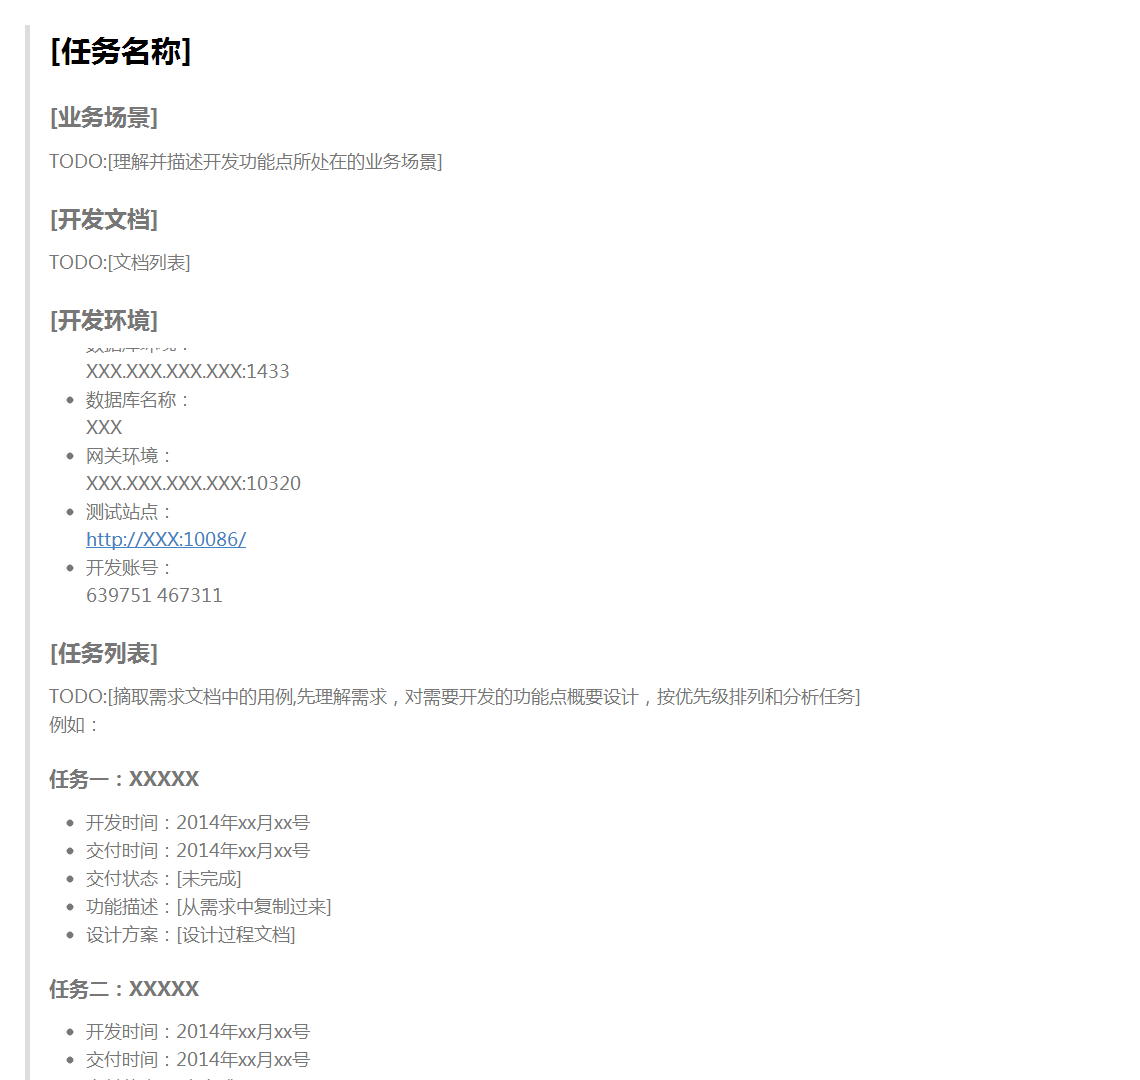 [任务名称]
[业务场景]
TODO:[理解并描述开发功能点所处在的业务场景]
[开发文档]
TODO:[文档列表]
[开发环境]
XXX.XXX.XXX.XXX:1433
数据库名称：
XXX
网关环境：
XXX.XXX.XXX.XXX:10320
测试站点：
http://XXX:10086/
开发账号：
639751 467311
[任务列表]
TODO:[摘取需求文档中的用例,先理解需求，对需要开发的功能点概要设计，按优先级排列和分析任务]
例如：
任务一：XXXXX
开发时间：2014年xx月xx号
交付时间：2014年xx月xx号
交付状态：[未完成]
功能描述：[从需求中复制过来]
设计方案：[设计过程文档]
任务二：XXXXX
开发时间：2014年xx月xx号
交付时间：2014年xx月xx号